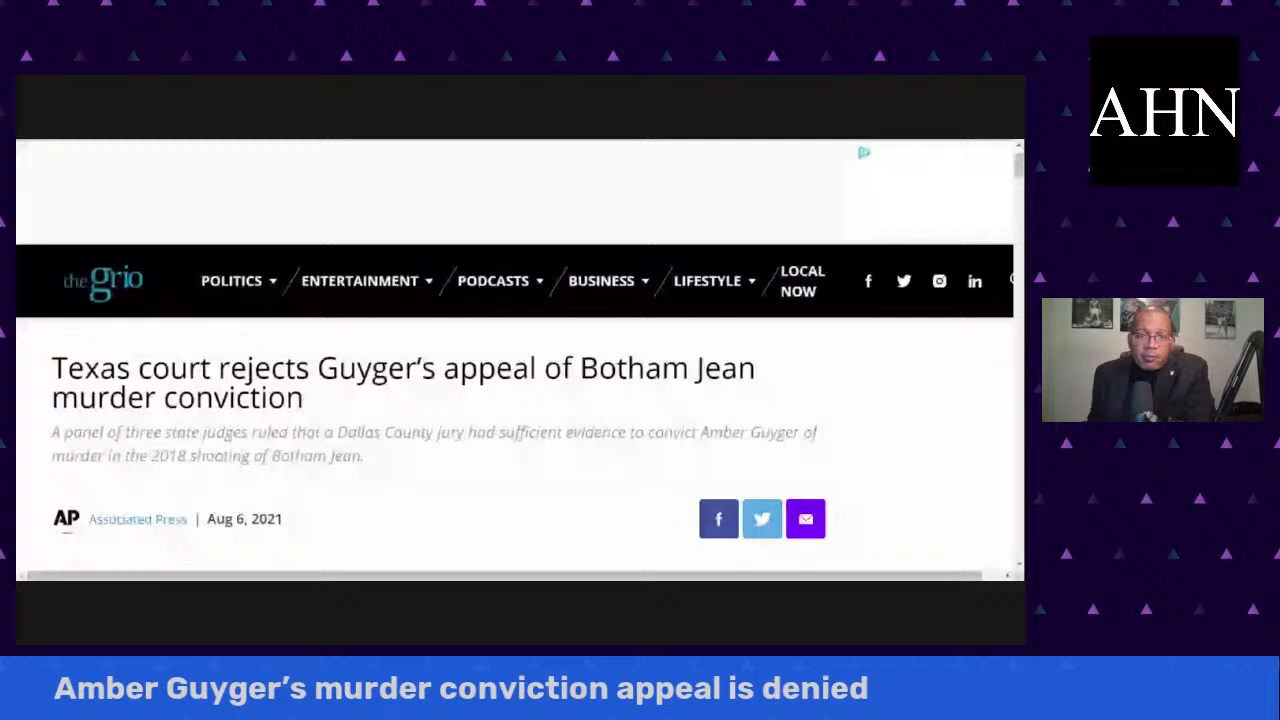 AHN
the grio
POLITICS
ENTERTAINMENT
PODCASTS
BUSINESS
LIFESTYLE
LOCAL
NOW
Texas court rejects Guyger’s appeal of Botham Jean
murder conviction
A panel of three state judges ruled that a Dallas County jury had sufficient evidence to convict Amber Guyger of
murder in the 2018 shooting of Botham Jean.
AP Associated Press | Aug 6, 2021
Amber Guyger’s murder conviction appeal is denied